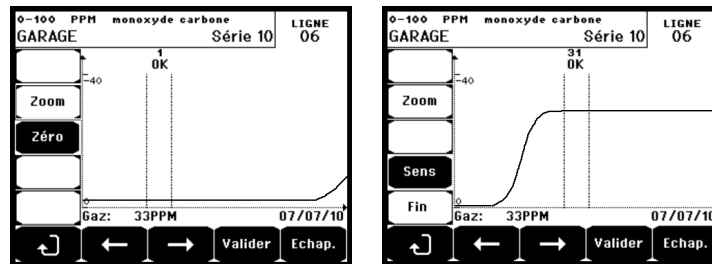 0-100 PPM monoxyde carbone
GARAGE Série 10
LIGNE
06
1
OK
40
Zoom
Zéro
0
Gaz: 33PPM 07/07/10
← → Valider Echap.
0-100 PPM monoxyde carbone
GARAGE Série 10
LIGNE
06
31
OK
40
Zoom
Sens
Fin
0
Gaz: 33PPM 07/07/10
← → Valider Echap.